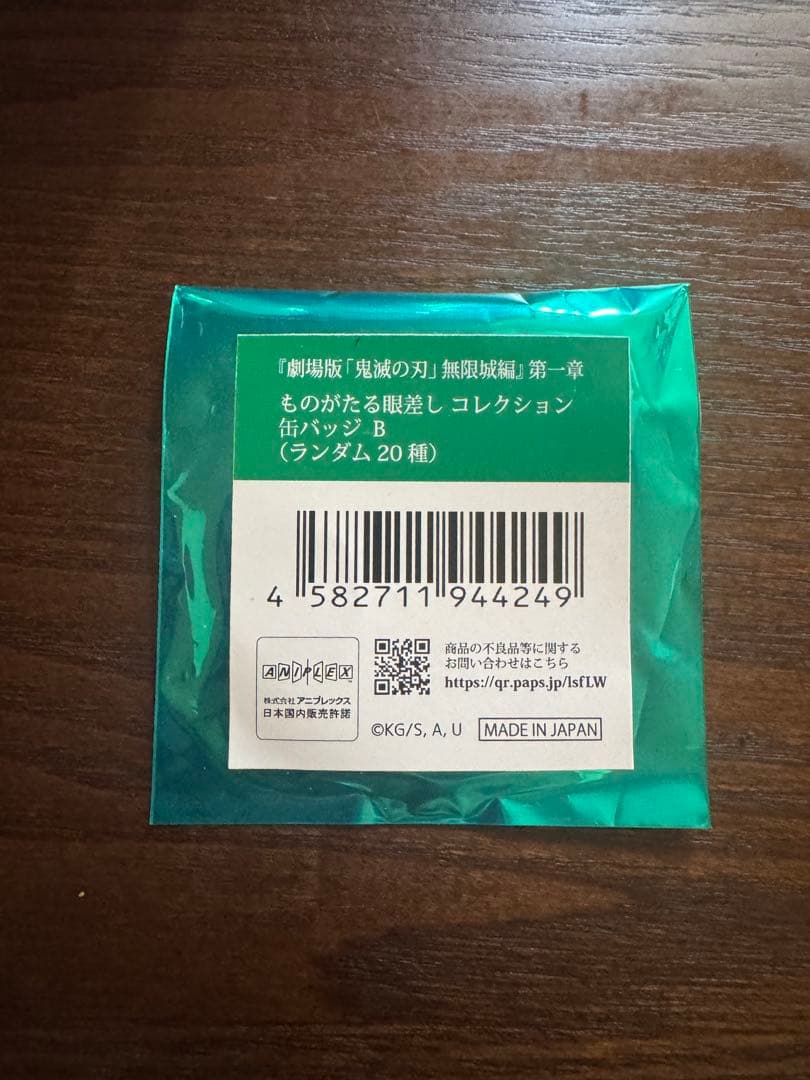 『劇場版「鬼滅の刃」無限城編』第一章
ものがたる眼差し コレクション
缶バッジ B
（ランダム20種）
4 582711 944249
ANIPLEX
株式会社アニプレックス
日本国内販売許諾
商品の不良品等に関する
お問い合わせはこちら
https://qr.paps.jp/lsfLW
©KG/S, A, U
MADE IN JAPAN